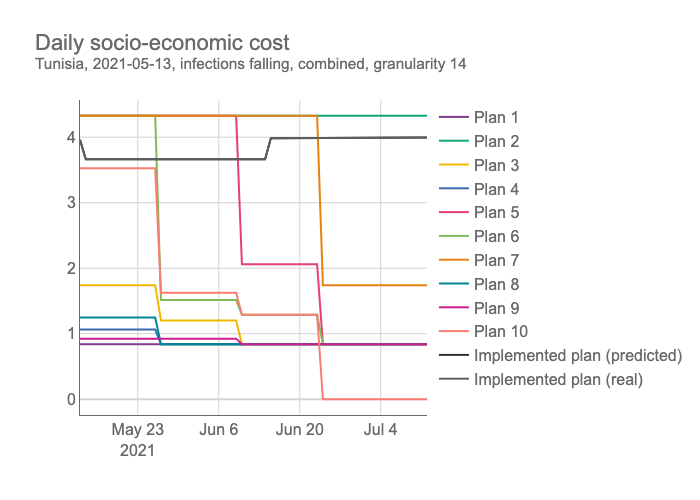 Daily socio-economic cost
Tunisia, 2021-05-13, infections falling, combined, granularity 14
4
3
2
1
0
May 23
2021
Jun 6
Jun 20
Jul 4
Plan 1
Plan 2
Plan 3
Plan 4
Plan 5
Plan 6
Plan 7
Plan 8
Plan 9
Plan 10
Implemented plan (predicted)
Implemented plan (real)